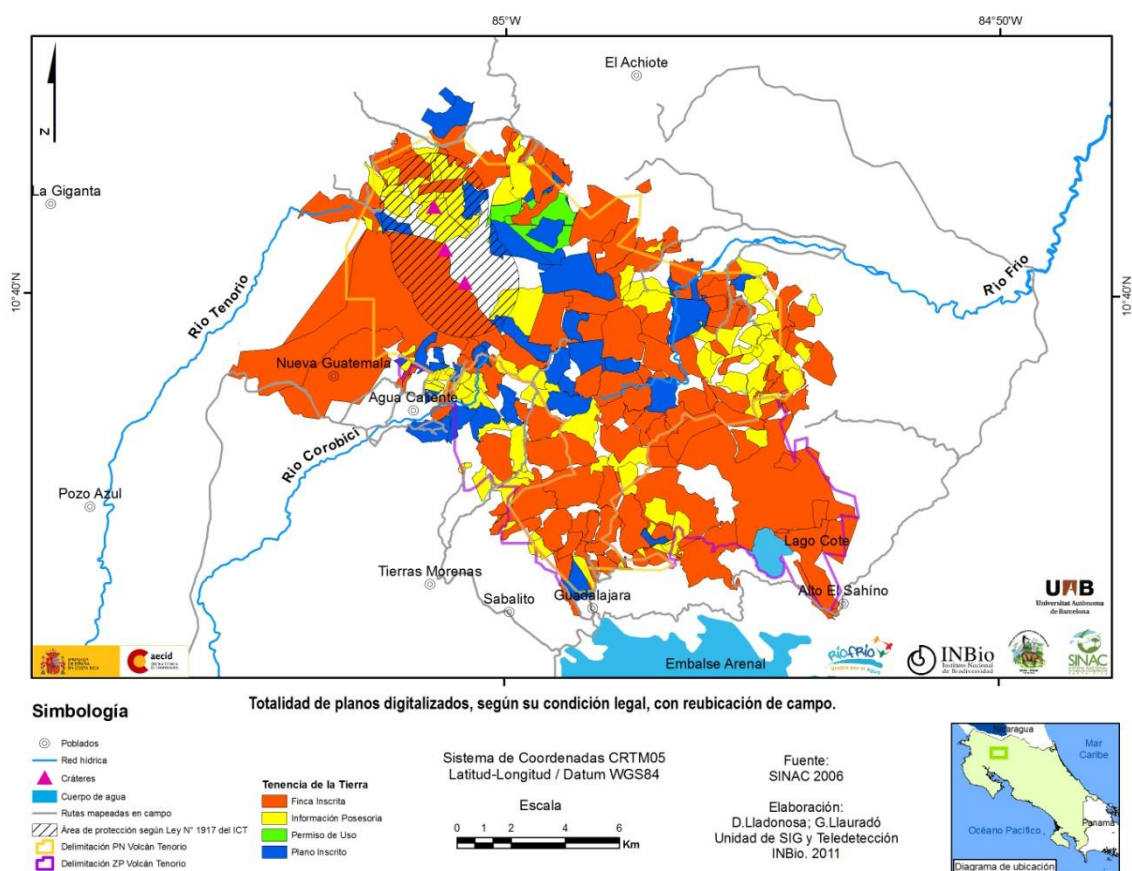 85°W
84°50'W
El Achiote
N
La Giganta
Río Tenorio
Río Frío
10°40'N
10°40'N
Nueva Guatemala
Agua Caliente
Río Corobici
Pozo Azul
Lago Cote
Tierras Morenas
Sabalito
Guadalajara
Alto El Sahíno
Embalse Arenal
UAB
Universitat Autònoma
de Barcelona
aecid
RIOFRIO
INBio
Instituto Nacional
de Biodiversidad
SINAC
Totalidad de planos digitalizados, según su condición legal, con reubicación de campo.
Simbología
Poblados
Red hídrica
Cráteres
Cuerpo de agua
Rutas mapeadas en campo
Área de protección según Ley N° 1917 del ICT
Delimitación PN Volcán Tenorio
Delimitación ZP Volcán Tenorio
Tenencia de la Tierra
Finca Inscrita
Información Posesoria
Permiso de Uso
Plano Inscrito
Sistema de Coordenadas CRTM05
Latitud-Longitud / Datum WGS84
Escala
0 1 2 4 6
Km
Fuente:
SINAC 2006
Elaboración:
D.Lladonosa; G.Llauradó
Unidad de SIG y Teledetección
INBio. 2011
Nicaragua
Mar
Caribe
Océano Pacífico
Panama
Diagrama de ubicación